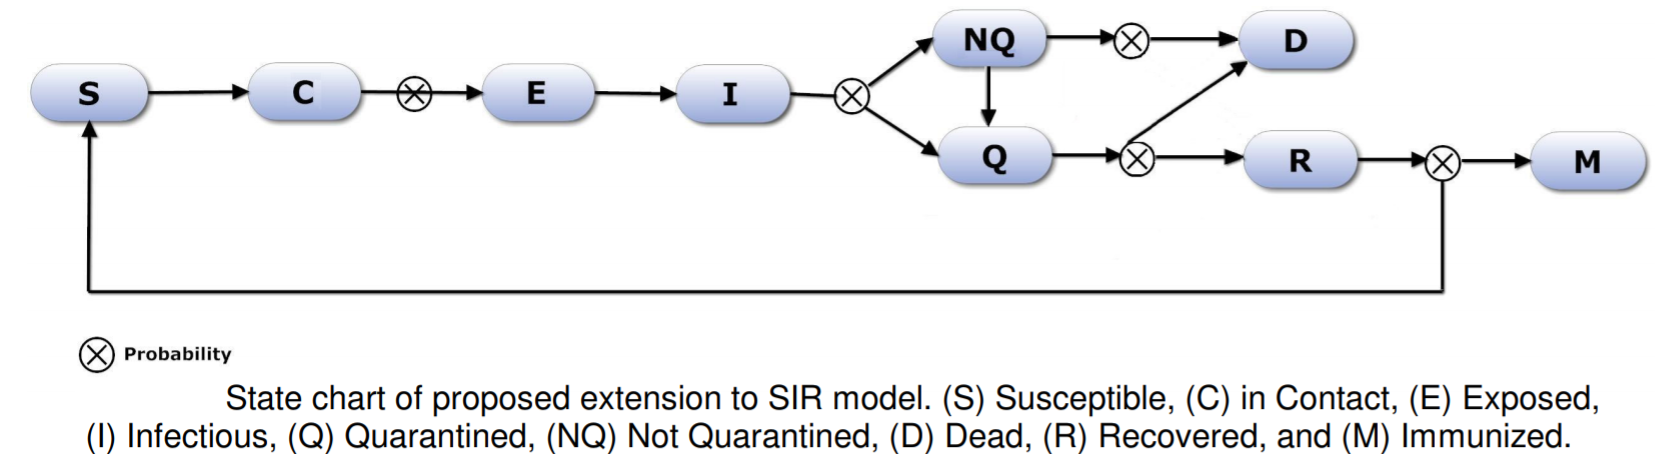 NQ
D
S
C
E
I
Q
R
M
Probability
State chart of proposed extension to SIR model. (S) Susceptible, (C) in Contact, (E) Exposed,
(I) Infectious, (Q) Quarantined, (NQ) Not Quarantined, (D) Dead, (R) Recovered, and (M) Immunized.